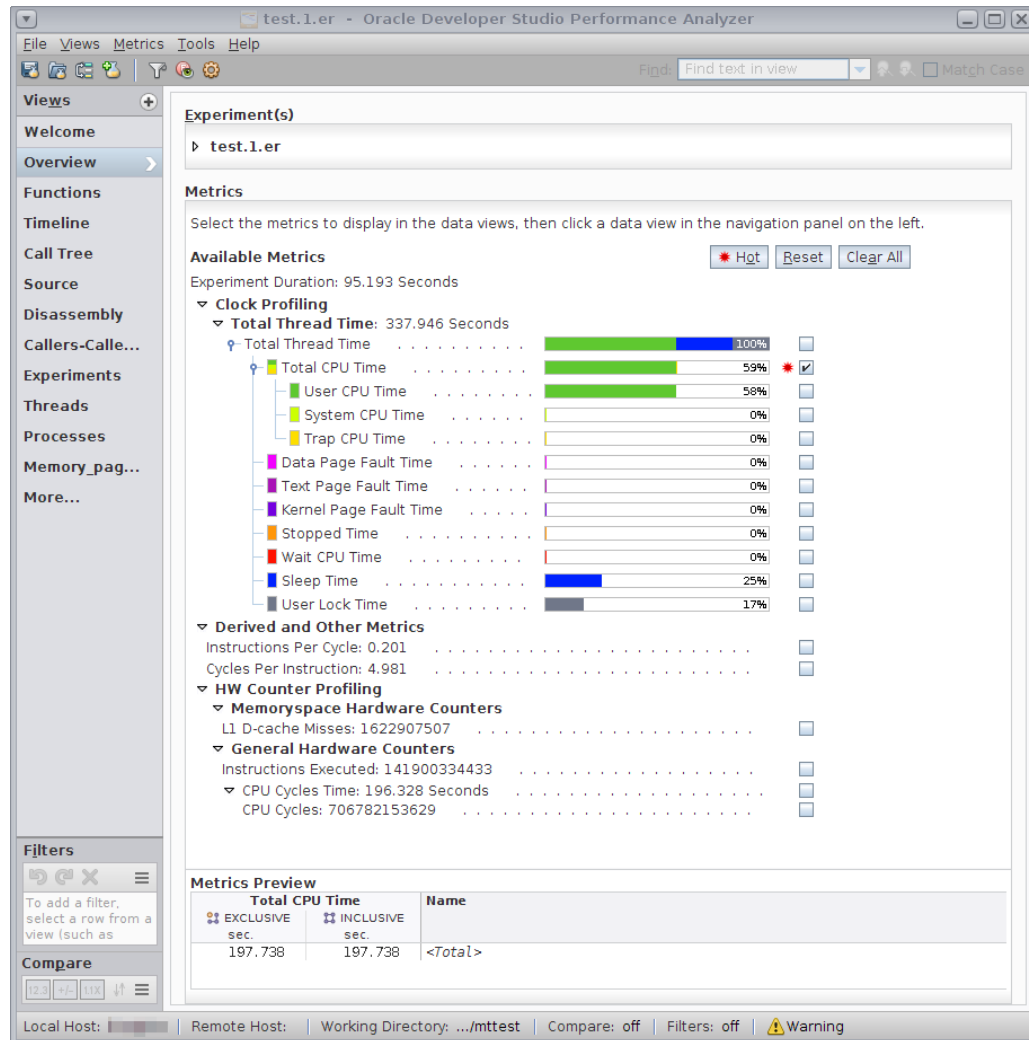 test.1.er - Oracle Developer Studio Performance Analyzer
File Views Metrics Tools Help
Find: Find text in view Match Case
Views
Welcome
Overview
Functions
Timeline
Call Tree
Source
Disassembly
Callers-Calle...
Experiments
Threads
Processes
Memory_pag...
More...
Experiment(s)
test.1.er
Metrics
Select the metrics to display in the data views, then click a data view in the navigation panel on the left.
Available Metrics Hot Reset Clear All
Experiment Duration: 95.193 Seconds
Clock Profiling
Total Thread Time: 337.946 Seconds
Total Thread Time . . . . . . . . . . 100%
Total CPU Time . . . . . . . . . 59%
User CPU Time . . . . . . . . 58%
System CPU Time . . . . . . 0%
Trap CPU Time . . . . . . . . 0%
Data Page Fault Time . . . . . . 0%
Text Page Fault Time . . . . . . 0%
Kernel Page Fault Time . . . . . 0%
Stopped Time . . . . . . . . . . 0%
Wait CPU Time . . . . . . . . . 0%
Sleep Time . . . . . . . . . . . 25%
User Lock Time . . . . . . . . . 17%
Derived and Other Metrics
Instructions Per Cycle: 0.201 . . . . . . . . . . . . . . . . . . . . . . . .
Cycles Per Instruction: 4.981 . . . . . . . . . . . . . . . . . . . . . . . .
HW Counter Profiling
Memoryspace Hardware Counters
L1 D-cache Misses: 1622907507 . . . . . . . . . . . . . . . . . . . . .
General Hardware Counters
Instructions Executed: 141900334433 . . . . . . . . . . . . . . . . . .
CPU Cycles Time: 196.328 Seconds . . . . . . . . . . . . . . . . . . .
CPU Cycles: 706782153629 . . . . . . . . . . . . . . . . . . . . . .
Filters
To add a filter,
select a row from a
view (such as
Compare
12.3 +/- 1.1X
Metrics Preview
Total CPU Time Name
EXCLUSIVE INCLUSIVE
sec. sec.
197.738 197.738 <Total>
Local Host: Remote Host: Working Directory: .../mttest Compare: off Filters: off Warning